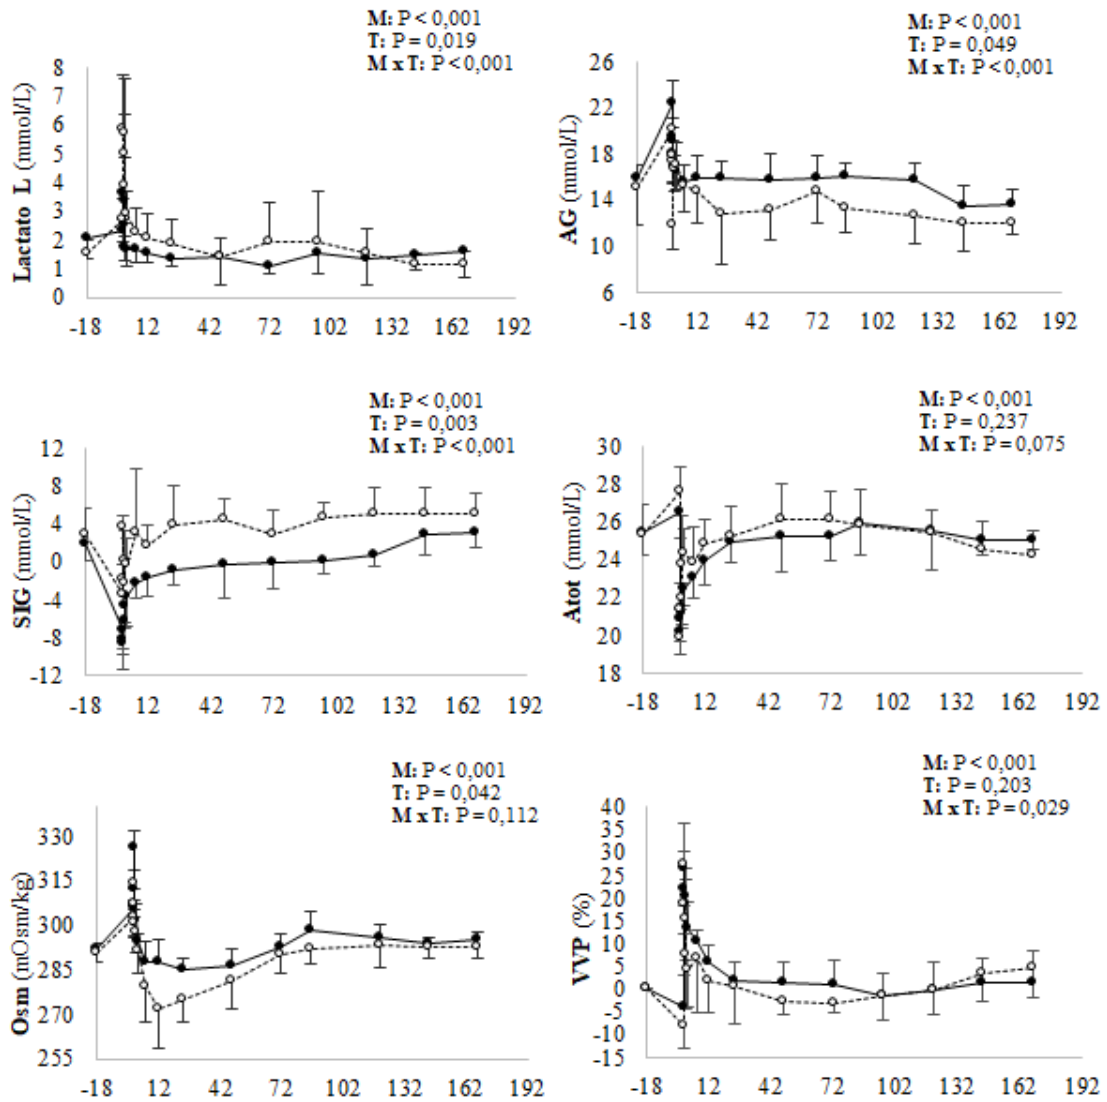 M: P < 0,001
T: P = 0,019
M x T: P < 0,001
Lactato L (mmol/L)
8
7
6
5
4
3
2
1
0
-18 12 42 72 102 132 162 192
M: P < 0,001
T: P = 0,049
M x T: P < 0,001
AG (mmol/L)
26
22
18
14
10
6
-18 12 42 72 102 132 162 192
M: P < 0,001
T: P = 0,003
M x T: P < 0,001
SIG (mmol/L)
12
8
4
0
-4
-8
-12
-18 12 42 72 102 132 162 192
M: P < 0,001
T: P = 0,237
M x T: P = 0,075
Atot (mmol/L)
30
28
26
24
22
20
18
-18 12 42 72 102 132 162 192
M: P < 0,001
T: P = 0,042
M x T: P = 0,112
Osm (mOsm/kg)
330
315
300
285
270
255
-18 12 42 72 102 132 162 192
M: P < 0,001
T: P = 0,203
M x T: P = 0,029
VVP (%)
40
35
30
25
20
15
10
5
0
-5
-10
-15
-18 12 42 72 102 132 162 192